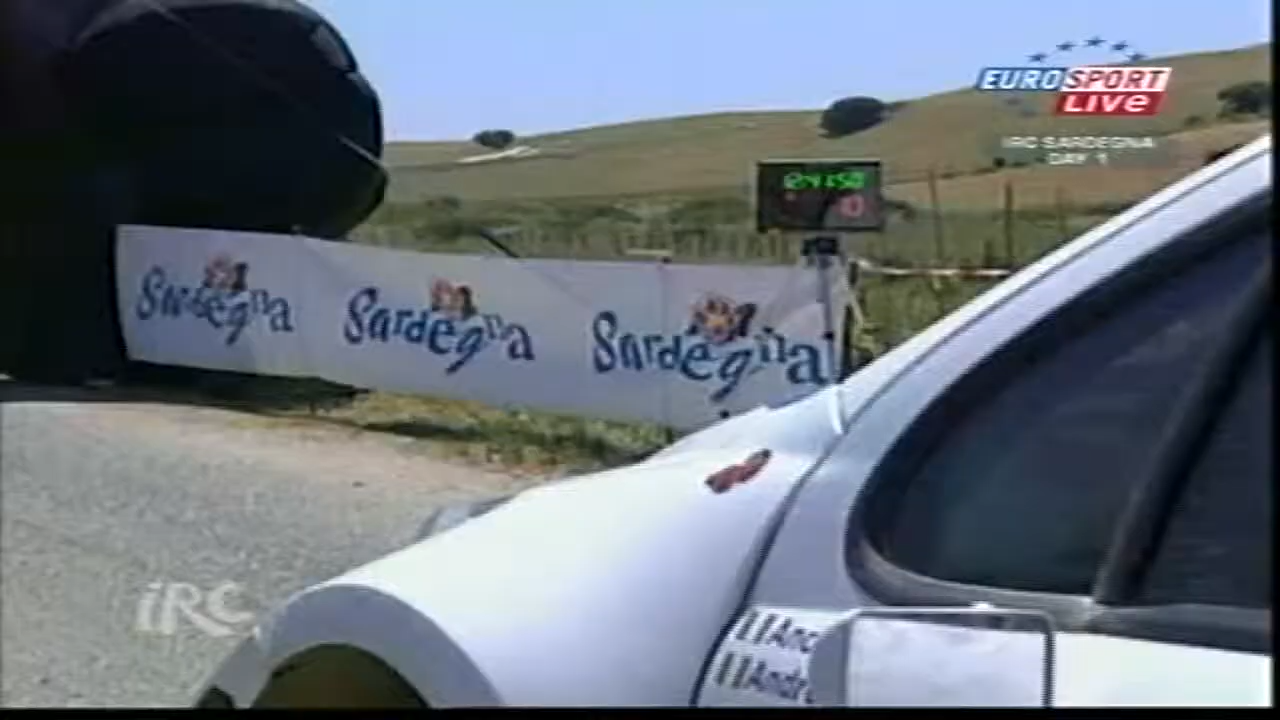 EUROSPORT
LIVE
IRC SARDEGNA
DAY 1
Sardegna Sardegna Sardegna
iRC